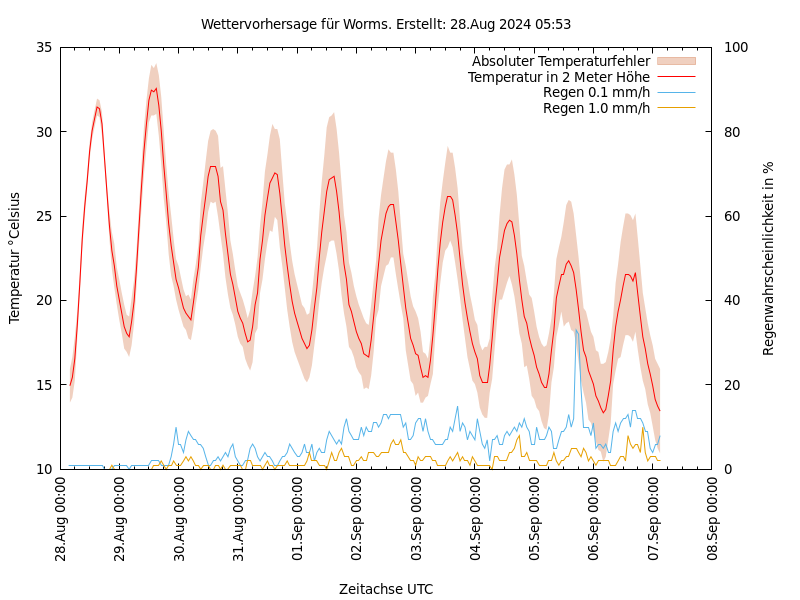 Wettervorhersage für Worms. Erstellt: 28.Aug 2024 05:53
Absoluter Temperaturfehler
Temperatur in 2 Meter Höhe
Regen 0.1 mm/h
Regen 1.0 mm/h
Temperatur °Celsius
35
30
25
20
15
10
Regenwahrscheinlichkeit in %
100
80
60
40
20
0
28.Aug 00:00
29.Aug 00:00
30.Aug 00:00
31.Aug 00:00
01.Sep 00:00
02.Sep 00:00
03.Sep 00:00
04.Sep 00:00
05.Sep 00:00
06.Sep 00:00
07.Sep 00:00
08.Sep 00:00
Zeitachse UTC